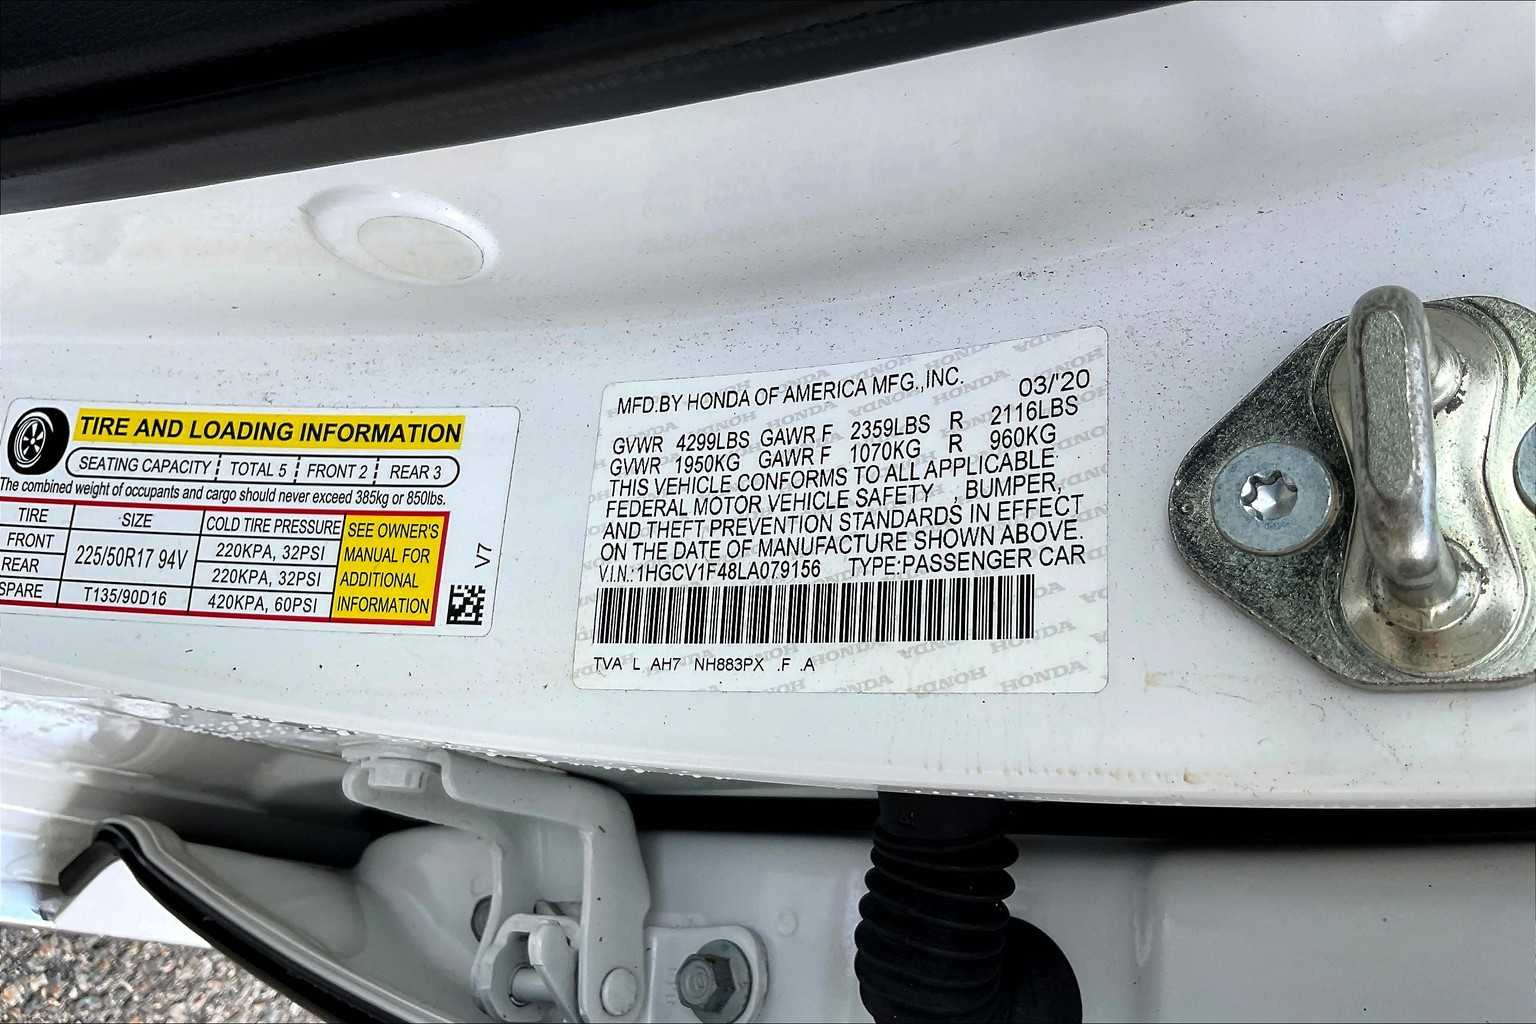 TIRE AND LOADING INFORMATION
SEATING CAPACITY TOTAL 5 FRONT 2 REAR 3
The combined weight of occupants and cargo should never exceed 385kg or 850lbs.
TIRE SIZE COLD TIRE PRESSURE
FRONT 225/50R17 94V 220KPA, 32PSI
REAR 220KPA, 32PSI
SPARE T135/90D16 420KPA, 60PSI
SEE OWNER'S
MANUAL FOR
ADDITIONAL
INFORMATION
V7
MFD.BY HONDA OF AMERICA MFG.,INC. 03/'20
GVWR 4299LBS GAWR F 2359LBS R 2116LBS
GVWR 1950KG GAWR F 1070KG R 960KG
THIS VEHICLE CONFORMS TO ALL APPLICABLE
FEDERAL MOTOR VEHICLE SAFETY , BUMPER,
AND THEFT PREVENTION STANDARDS IN EFFECT
ON THE DATE OF MANUFACTURE SHOWN ABOVE.
V.I.N.:1HGCV1F48LA079156 TYPE:PASSENGER CAR
TVA L AH7 NH883PX .F .A
HONDA HONDA HONDA